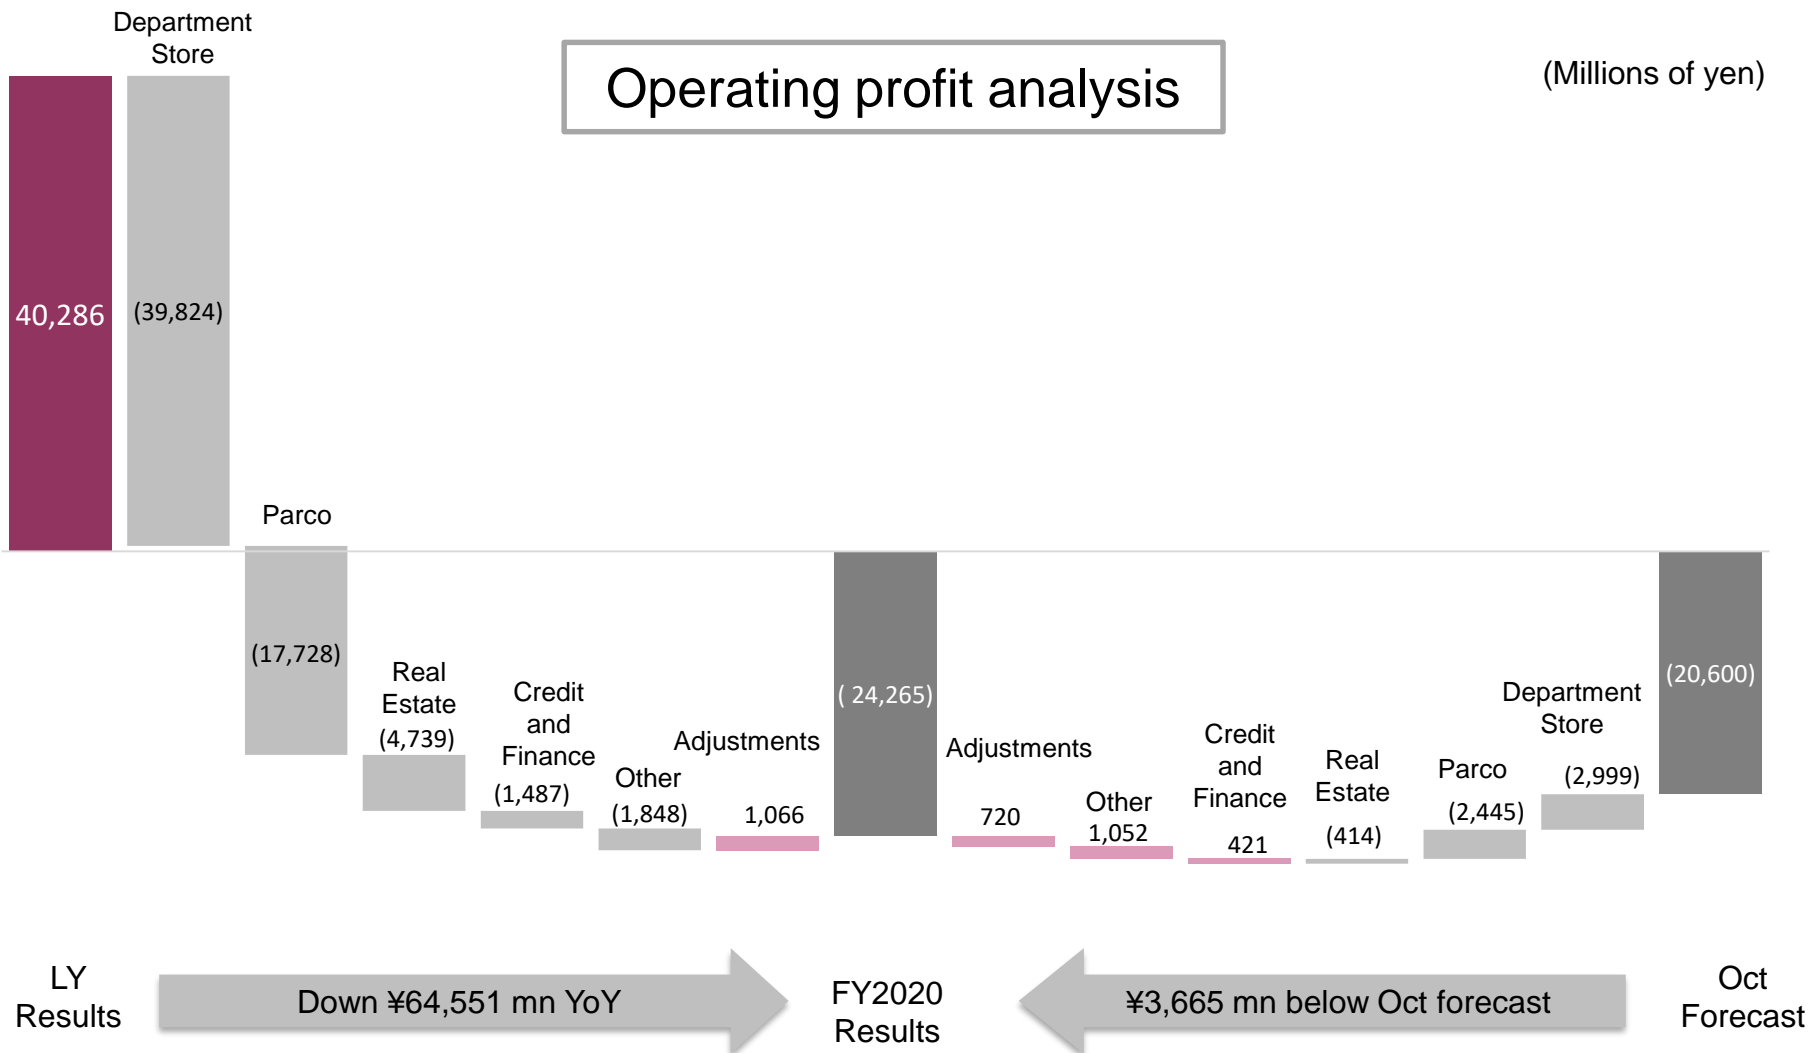 Department
Store
Operating profit analysis
(Millions of yen)
40,286
(39,824)
Parco
(17,728)
Real
Estate
(4,739)
Credit
and
Finance
(1,487)
Other
(1,848)
Adjustments
1,066
( 24,265)
Adjustments
720
Other
1,052
Credit
and
Finance
421
Real
Estate
(414)
Parco
(2,445)
Department
Store
(2,999)
(20,600)
LY
Results
Down ¥64,551 mn YoY
FY2020
Results
¥3,665 mn below Oct forecast
Oct
Forecast